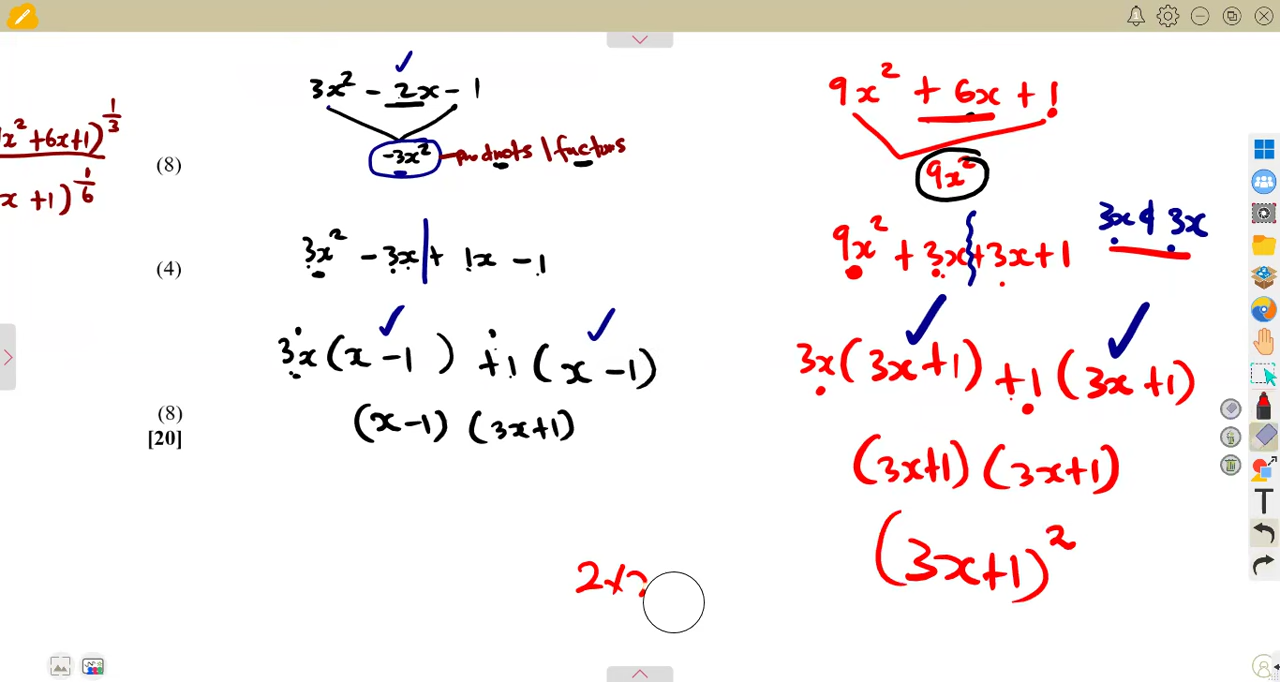 3x² - 2x - 1
-3x² products / factors
3x² - 3x + 1x - 1
3x(x - 1) + 1(x - 1)
(x - 1)(3x + 1)
x² + 6x + 1)^1/3
x + 1)^1/6
(8)
(4)
(8)
[20]
9x² + 6x + 1
9x²
3x & 3x
9x² + 3x + 3x + 1
3x(3x + 1) + 1(3x + 1)
(3x + 1)(3x + 1)
(3x + 1)²
T